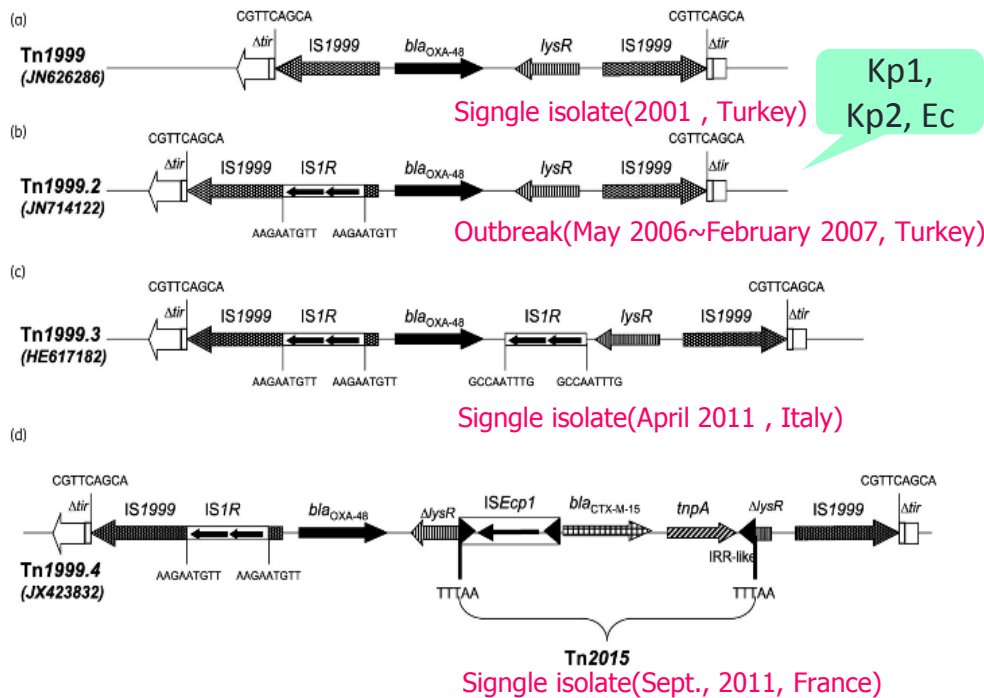 (a)
CGTTCAGCA CGTTCAGCA
Δtir IS1999 blaOXA-48 lysR IS1999 Δtir
Tn1999
(JN626286)
Signgle isolate(2001 , Turkey)
Kp1,
Kp2, Ec
(b)
CGTTCAGCA CGTTCAGCA
Δtir IS1999 IS1R blaOXA-48 lysR IS1999 Δtir
Tn1999.2
(JN714122)
AAGAATGTT AAGAATGTT
Outbreak(May 2006~February 2007, Turkey)
(c)
CGTTCAGCA CGTTCAGCA
Δtir IS1999 IS1R blaOXA-48 IS1R lysR IS1999 Δtir
Tn1999.3
(HE617182)
AAGAATGTT AAGAATGTT GCCAATTTG GCCAATTTG
Signgle isolate(April 2011 , Italy)
(d)
CGTTCAGCA CGTTCAGCA
Δtir IS1999 IS1R blaOXA-48 ΔlysR ISEcp1 blaCTX-M-15 tnpA ΔlysR IS1999 Δtir
IRR-like
Tn1999.4
(JX423832)
AAGAATGTT AAGAATGTT
TTTAA TTTAA
Tn2015
Signgle isolate(Sept., 2011, France)